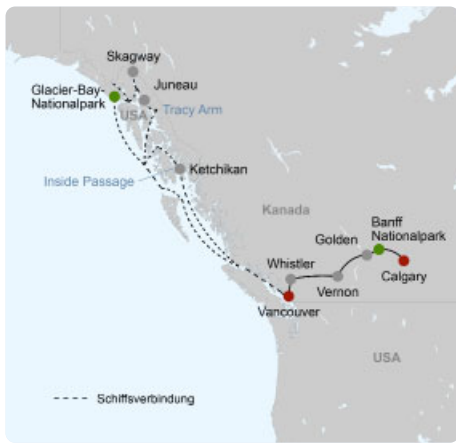 Skagway
Glacier-Bay-
Nationalpark
Juneau
USA
Tracy Arm
Inside Passage
Ketchikan
Kanada
Banff
Nationalpark
Golden
Whistler
Calgary
Vernon
Vancouver
USA
Schiffsverbindung